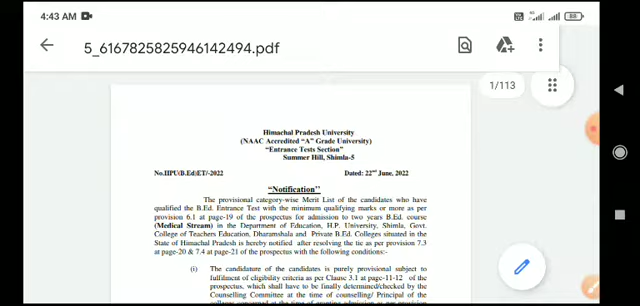 4:43 AM
88
5_6167825825946142494.pdf
1/113
Himachal Pradesh University
(NAAC Accredited "A" Grade University)
"Entrance Tests Section"
Summer Hill, Shimla-5
No.HPU(B.Ed)ET/-2022 Dated: 22nd June, 2022
"Notification"
The provisional category-wise Merit List of the candidates who have
qualified the B.Ed. Entrance Test with the minimum qualifying marks or more as per
provision 6.1 at page-19 of the prospectus for admission to two years B.Ed. course
(Medical Stream) in the Department of Education, H.P. University, Shimla, Govt.
College of Teachers Education, Dharamshala and Private B.Ed. Colleges situated in the
State of Himachal Pradesh is hereby notified after resolving the tie as per provision 7.3
at page-20 & 7.4 at page-21 of the prospectus with the following conditions:-
(i) The candidature of the candidates is purely provisional subject to
fulfilment of eligibility criteria as per Clause 3.1 at page-11-12 of the
prospectus, which shall have to be finally determined/checked by the
Counselling Committee at the time of counselling/ Principal of the